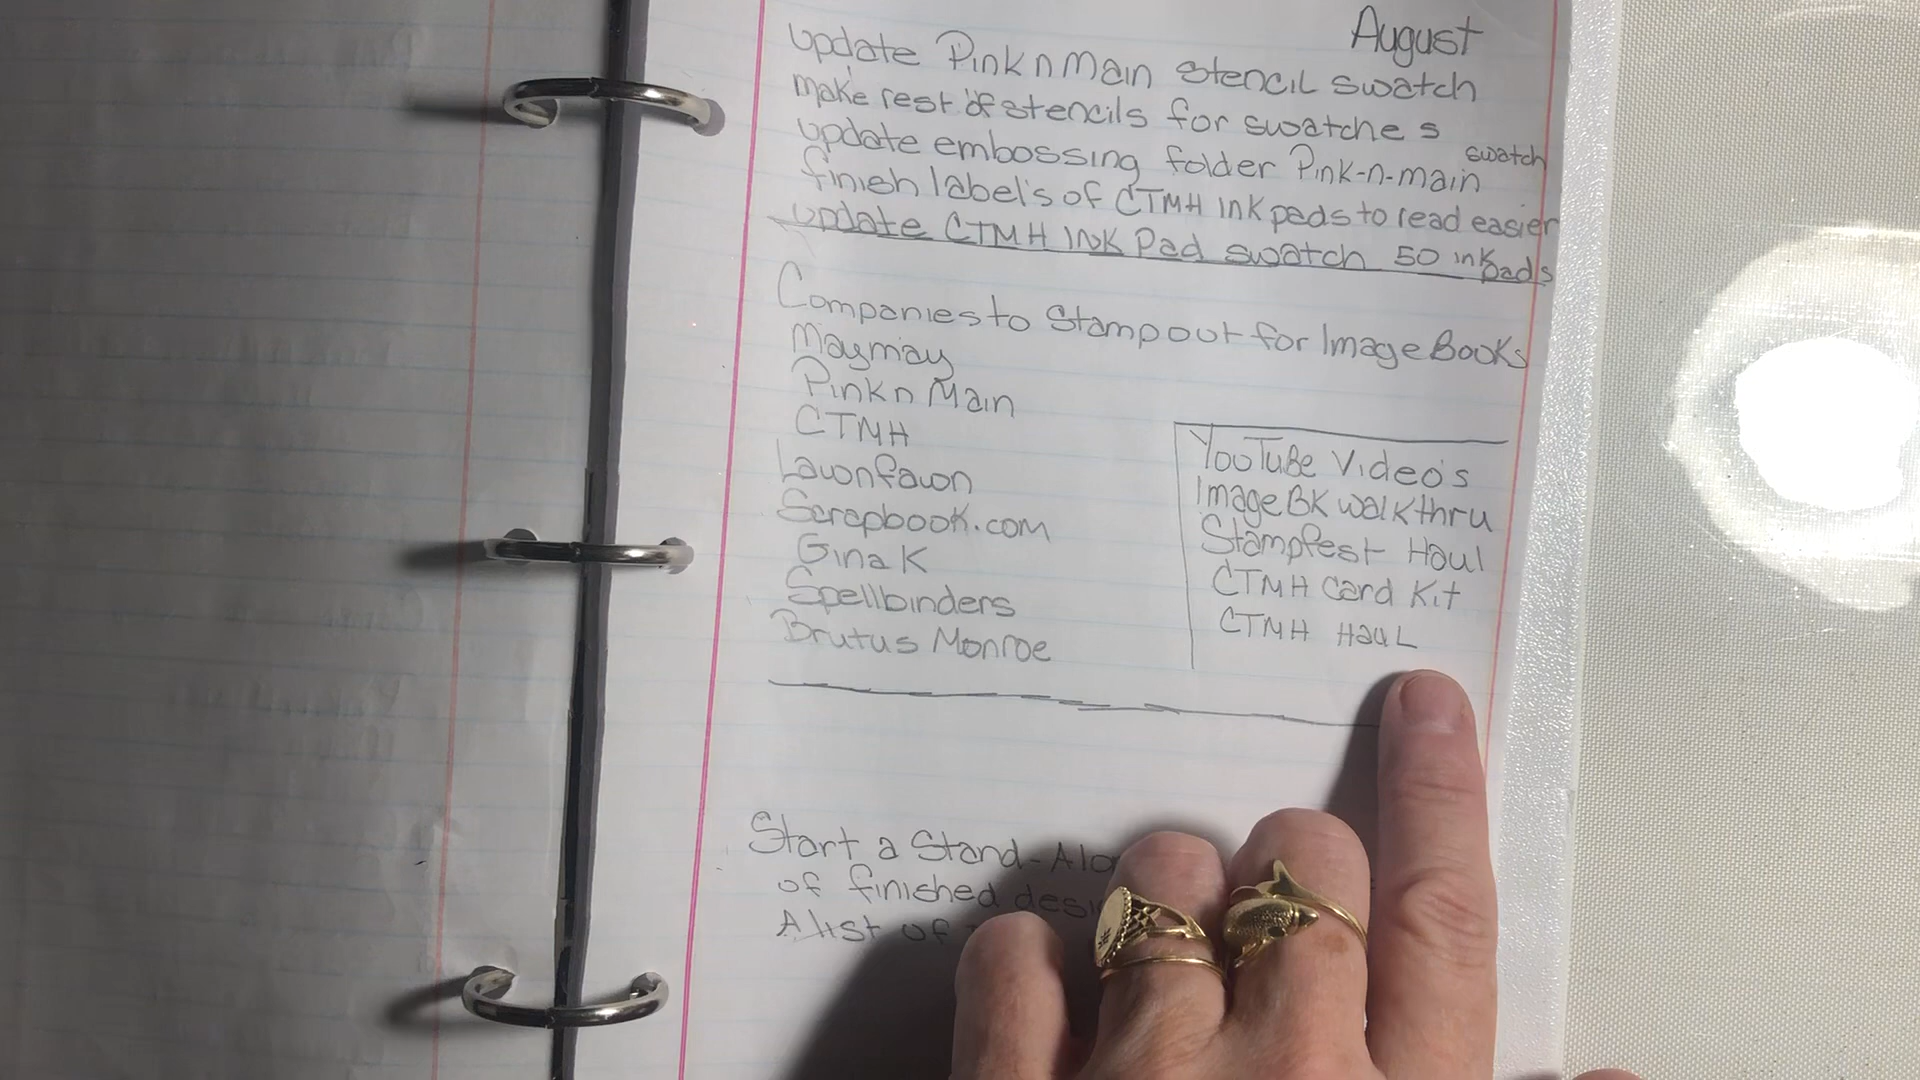 August
update Pink n Main stencil swatch
make rest of stencils for swatches
swatch
update embossing folder Pink-n-main
finish label's of CTMH ink pads to read easier
update CTMH INK Pad swatch 50 ink pads
Companies to Stamp out for Image Books
Maymay
Pink n Main
CTMH
Lawnfawn
Scrapbook.com
Gina K
Spellbinders
Brutus Monroe
YouTube Video's
Image BK walk thru
Stampfest Haul
CTMH Card Kit
CTMH Haul
Start a Stand-Alo
of finished desi
A list of